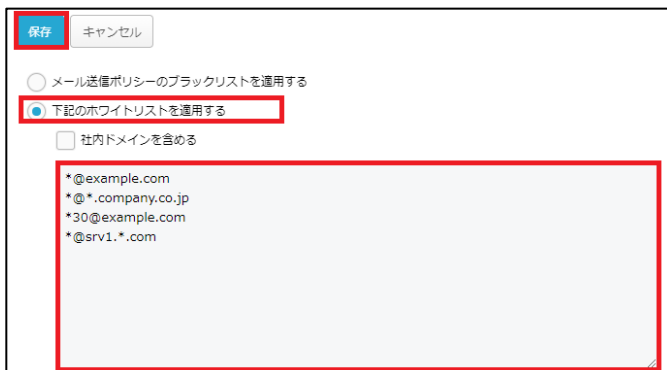 保存 キャンセル
メール送信ポリシーのブラックリストを適用する
下記のホワイトリストを適用する
社内ドメインを含める
*@example.com
*@*.company.co.jp
*30@example.com
*@srv1.*.com